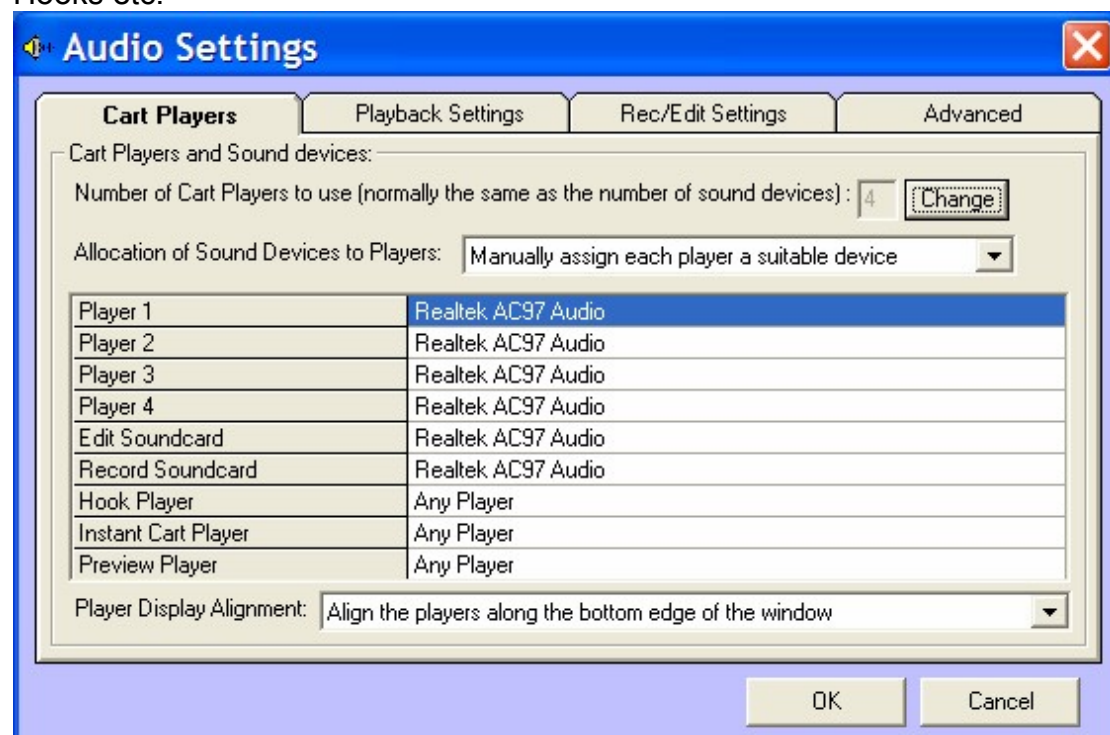 Hooks etc.
Audio Settings
Cart Players Playback Settings Rec/Edit Settings Advanced
Cart Players and Sound devices:
Number of Cart Players to use (normally the same as the number of sound devices) : 4 Change
Allocation of Sound Devices to Players: Manually assign each player a suitable device
Player 1 Realtek AC97 Audio
Player 2 Realtek AC97 Audio
Player 3 Realtek AC97 Audio
Player 4 Realtek AC97 Audio
Edit Soundcard Realtek AC97 Audio
Record Soundcard Realtek AC97 Audio
Hook Player Any Player
Instant Cart Player Any Player
Preview Player Any Player
Player Display Alignment: Align the players along the bottom edge of the window
OK Cancel